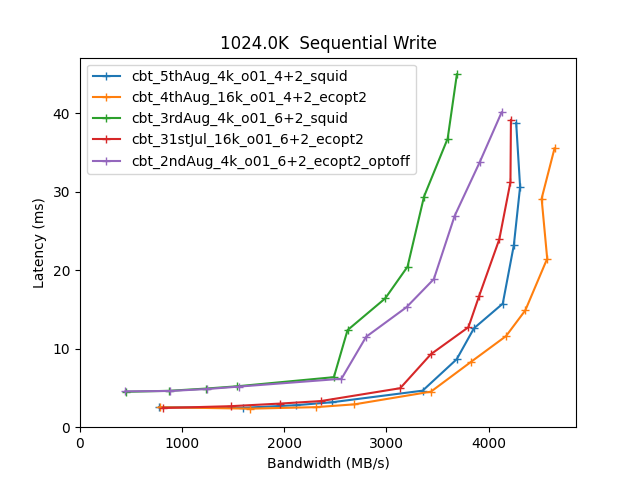 1024.0K  Sequential Write
cbt_5thAug_4k_o01_4+2_squid
cbt_4thAug_16k_o01_4+2_ecopt2
cbt_3rdAug_4k_o01_6+2_squid
cbt_31stJul_16k_o01_6+2_ecopt2
cbt_2ndAug_4k_o01_6+2_ecopt2_optoff
40
30
20
10
0
Latency (ms)
0 1000 2000 3000 4000
Bandwidth (MB/s)